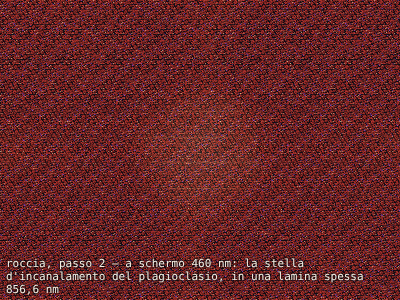 roccia, passo 2 — a schermo 460 nm: la stella
d'incanalamento del plagioclasio, in una lamina spessa
856,6 nm